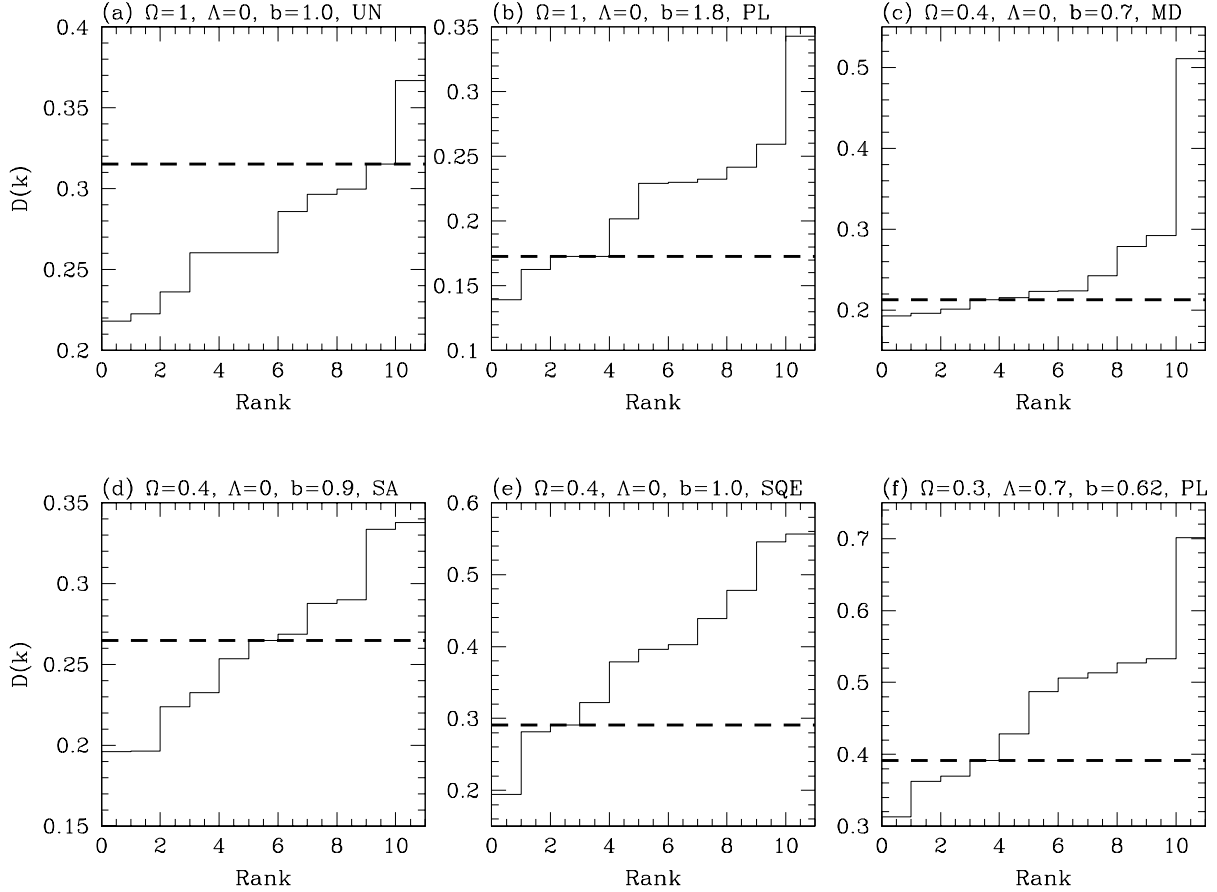 (a) Ω=1, Λ=0, b=1.0, UN
0.4
0.35
0.3
0.25
0.2
D(k)
0 2 4 6 8 10
Rank
(b) Ω=1, Λ=0, b=1.8, PL
0.35
0.3
0.25
0.2
0.15
0.1
0 2 4 6 8 10
Rank
(c) Ω=0.4, Λ=0, b=0.7, MD
0.5
0.4
0.3
0.2
0 2 4 6 8 10
Rank
(d) Ω=0.4, Λ=0, b=0.9, SA
0.35
0.3
0.25
0.2
0.15
D(k)
0 2 4 6 8 10
Rank
(e) Ω=0.4, Λ=0, b=1.0, SQE
0.6
0.5
0.4
0.3
0.2
0 2 4 6 8 10
Rank
(f) Ω=0.3, Λ=0.7, b=0.62, PL
0.7
0.6
0.5
0.4
0.3
0 2 4 6 8 10
Rank